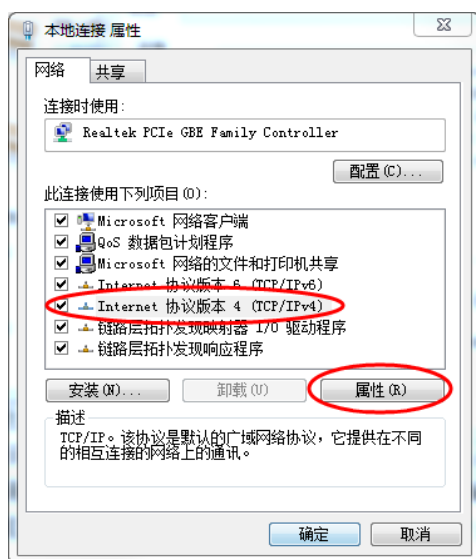 本地连接 属性
网络
共享
连接时使用:
Realtek PCIe GBE Family Controller
配置(C)...
此连接使用下列项目(O):
Microsoft 网络客户端
QoS 数据包计划程序
Microsoft 网络的文件和打印机共享
Internet 协议版本 6 (TCP/IPv6)
Internet 协议版本 4 (TCP/IPv4)
链路层拓扑发现映射器 I/O 驱动程序
链路层拓扑发现响应程序
安装(N)...
卸载(U)
属性(R)
描述
TCP/IP。该协议是默认的广域网络协议，它提供在不同
的相互连接的网络上的通讯。
确定
取消